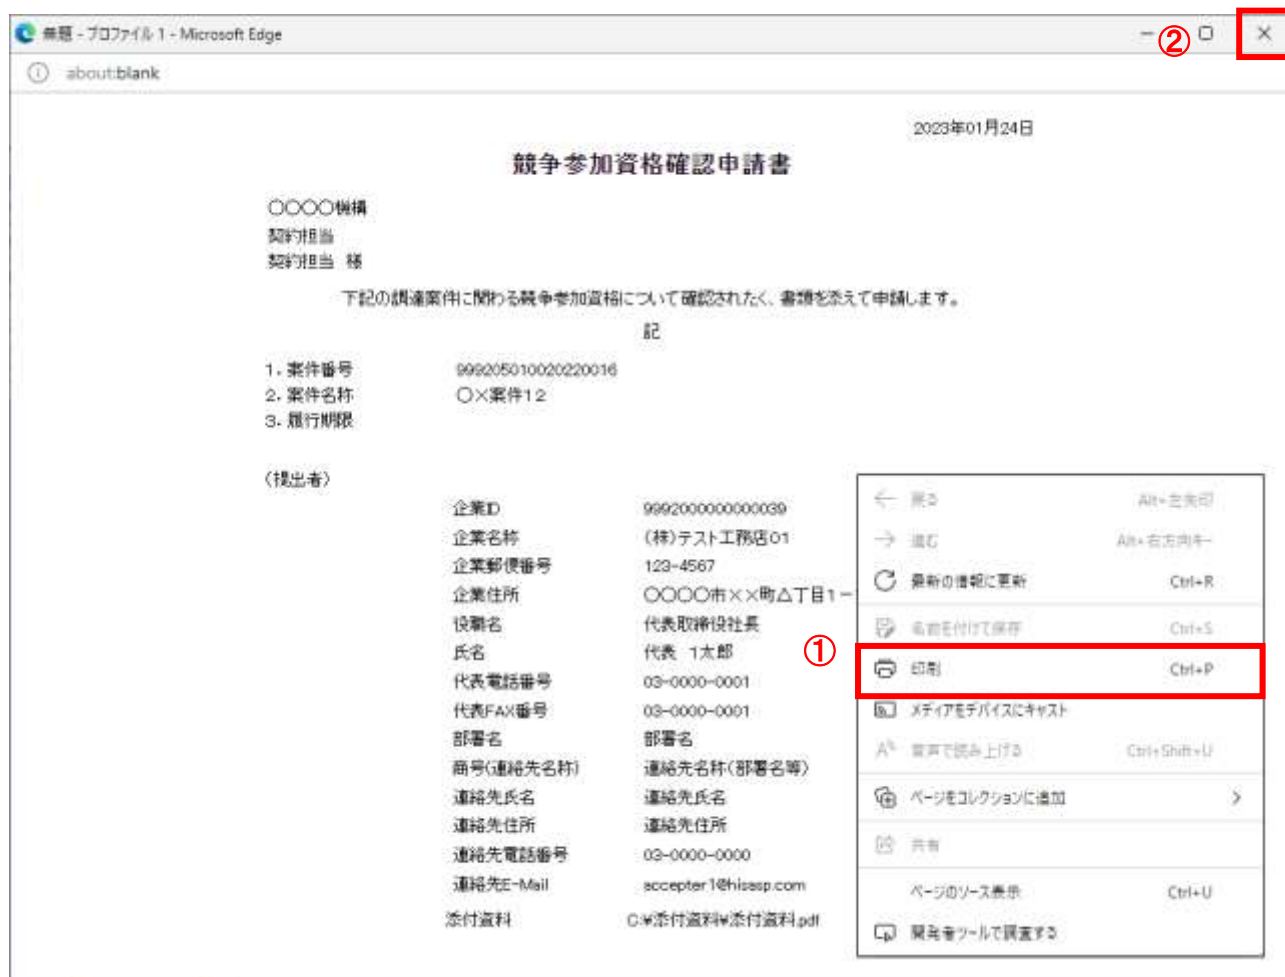 無題 - プロファイル 1 - Microsoft Edge
②
about:blank
2023年01月24日
競争参加資格確認申請書
〇〇〇〇機構
契約担当
契約担当 様
下記の調達案件に関わる競争参加資格について確認されたく、書類を添えて申請します。
記
1．案件番号 999205010020220016
2．案件名称 〇×案件12
3．履行期限
（提出者）
企業ID 9992000000000039
企業名称 （株）テスト工務店01
企業郵便番号 123-4567
企業住所 〇〇〇〇市××町△丁目1－
役職名 代表取締役社長
氏名 代表 1太郎
代表電話番号 03-0000-0001
代表FAX番号 03-0000-0001
部署名 部署名
商号（連絡先名称） 連絡先名称（部署名等）
連絡先氏名 連絡先氏名
連絡先住所 連絡先住所
連絡先電話番号 03-0000-0000
連絡先E-Mail accepter1@hisasp.com
添付資料 C:¥添付資料¥添付資料.pdf
戻る Alt+左矢印
進む Alt+右方向キー
最新の情報に更新 Ctrl+R
名前を付けて保存 Ctrl+S
①
印刷 Ctrl+P
メディアをデバイスにキャスト
音声で読み上げる Ctrl+Shift+U
ページをコレクションに追加
共有
ページのソース表示 Ctrl+U
開発者ツールで調査する